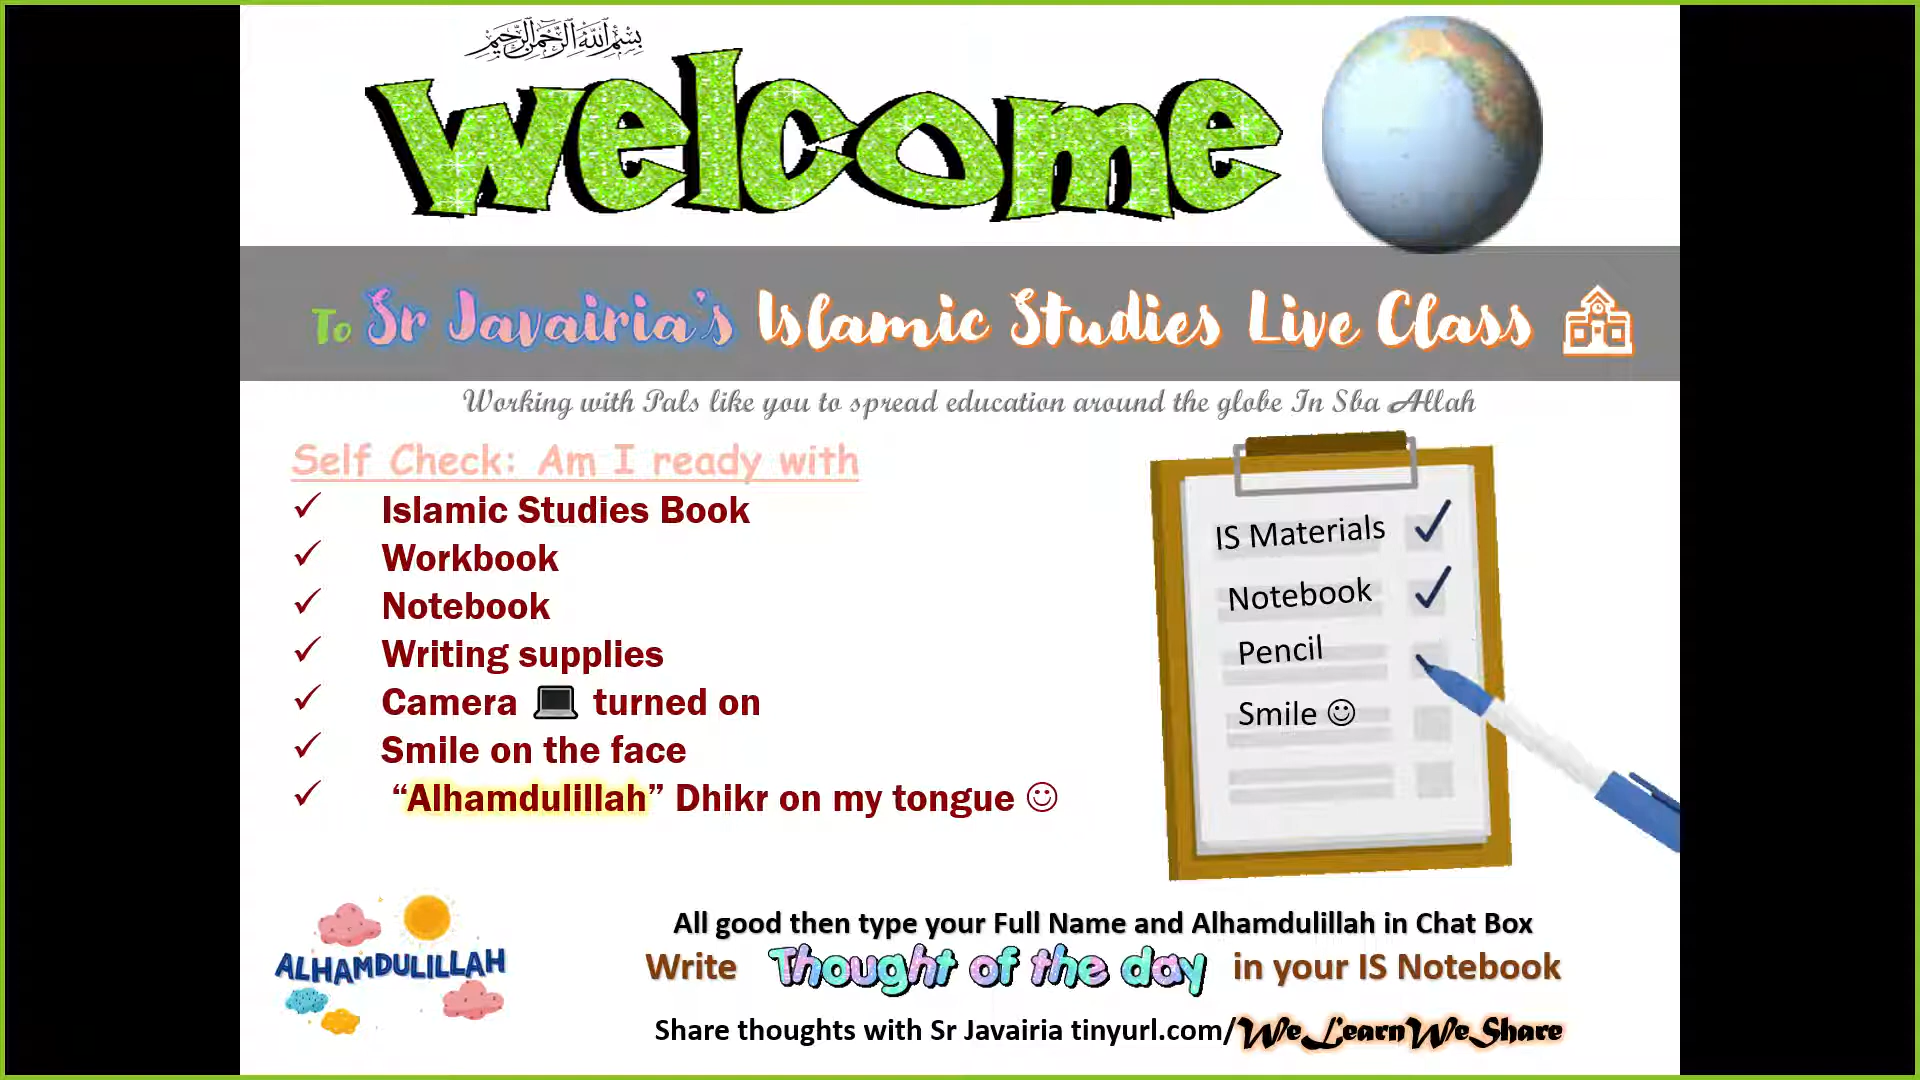 بسم الله الرحمن الرحيم
welcome
To Sr Javairia's Islamic Studies Live Class
Working with Pals like you to spread education around the globe In Sba Allah
Self Check: Am I ready with
✓ Islamic Studies Book
✓ Workbook
✓ Notebook
✓ Writing supplies
✓ Camera 💻 turned on
✓ Smile on the face
✓ “Alhamdulillah” Dhikr on my tongue ☺
IS Materials ✓
Notebook ✓
Pencil
Smile ☺
ALHAMDULILLAH
All good then type your Full Name and Alhamdulillah in Chat Box
Write Thought of the day in your IS Notebook
Share thoughts with Sr Javairia tinyurl.com/WeLearnWeShare